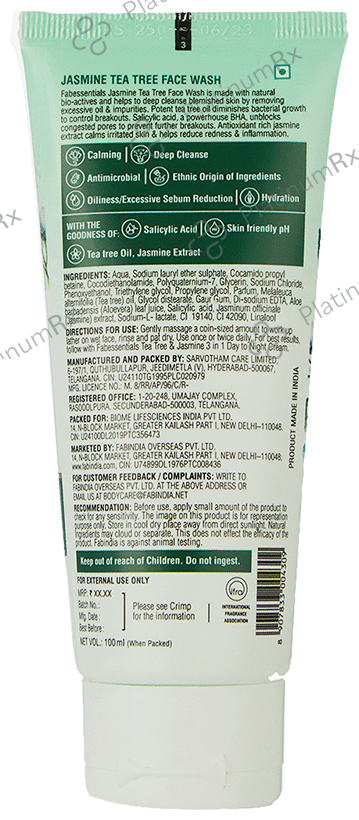 JASMINE TEA TREE FACE WASH
Fabessentials Jasmine Tea Tree Face Wash is made with natural
bio-actives and helps to deep cleanse blemished skin by removing
excessive oil & impurities. Potent tea tree oil diminishes bacterial growth
to control breakouts. Salicylic acid, a powerhouse BHA, unblocks
congested pores to prevent further breakouts. Antioxidant rich jasmine
extract calms irritated skin & helps reduce redness & inflammation.
Calming Deep Cleanse
Antimicrobial Ethnic Origin of Ingredients
Oiliness/Excessive Sebum Reduction Hydration
WITH THE
GOODNESS OF: Salicylic Acid Skin friendly pH
Tea tree Oil, Jasmine Extract
INGREDIENTS: Aqua, Sodium lauryl ether sulphate, Cocamido propyl
betaine, Cocodiethanolamide, Polyquaternium-7, Glycerin, Sodium Chloride,
Phenoxyethanol, Triethylene glycol, Propylene glycol, Parfum, Melaleuca
alternifolia (Tea tree) oil, Glycol distearate, Gaur Gum, Di-sodium EDTA, Aloe
barbadensis (Aloevera) leaf juice, Salicylic acid, Jasminum officinale
(Jasmine) extract, Sodium-L- lactate, CI 19140, CI 42090, Linalool
DIRECTIONS FOR USE: Gently massage a coin-sized amount to workup
lather on wet face, rinse and pat dry. Use once or twice daily. For best results,
follow with Fabessentials Tea Tree & Jasmine 3 in 1 Day to Night Cream.
MANUFACTURED AND PACKED BY: SARVOTHAM CARE LIMITED,
6-197/1, QUTHUBULLAPUR, JEEDIMETLA (V), HYDERABAD-500067,
TELANGANA. CIN: U24110TG1995PLC020979
MFG. LICENCE NO.: M. 8/RR/AP/96/C/R-
REGISTERED OFFICE: 1-20-248, UMAJAY COMPLEX,
RASOOLPURA, SECUNDERABAD-500003, TELANGANA.
PACKED FOR: BIOME LIFESCIENCES INDIA PVT LTD.
14, N-BLOCK MARKET, GREATER KAILASH PART I, NEW DELHI-110048,
CIN: U24100DL2019PTC356473
MARKETED BY: FABINDIA OVERSEAS PVT. LTD.
14, N-BLOCK MARKET, GREATER KAILASH PART I, NEW DELHI-110048;
www.fabindia.com, CIN: U74899DL1976PTC008436
FOR CUSTOMER FEEDBACK / COMPLAINTS: WRITE TO
FABINDIA OVERSEAS PVT. LTD. AT THE ABOVE ADDRESS OR
EMAIL US AT BODYCARE@FABINDIA.NET
RECOMMENDATION: Before use, apply small amount of the product to
check for any sensitivity. The image on this product is for representation
purpose only. Store in cool dry place away from direct sunlight. Natural
Ingredients may cloud or separate. This does not effect the efficacy of the
product. Fabindia is against animal testing.
Keep out of reach of Children. Do not ingest.
FOR EXTERNAL USE ONLY
MRP: ₹ XX.XX
Batch No.:
Mfg. Date:
Best Before:
Please see Crimp
for the information
NET VOL.: 100ml (When Packed)
ifra
INTERNATIONAL
FRAGRANCE
ASSOCIATION
PRODUCT MADE IN INDIA
8 907833 004309
PlatinumRx